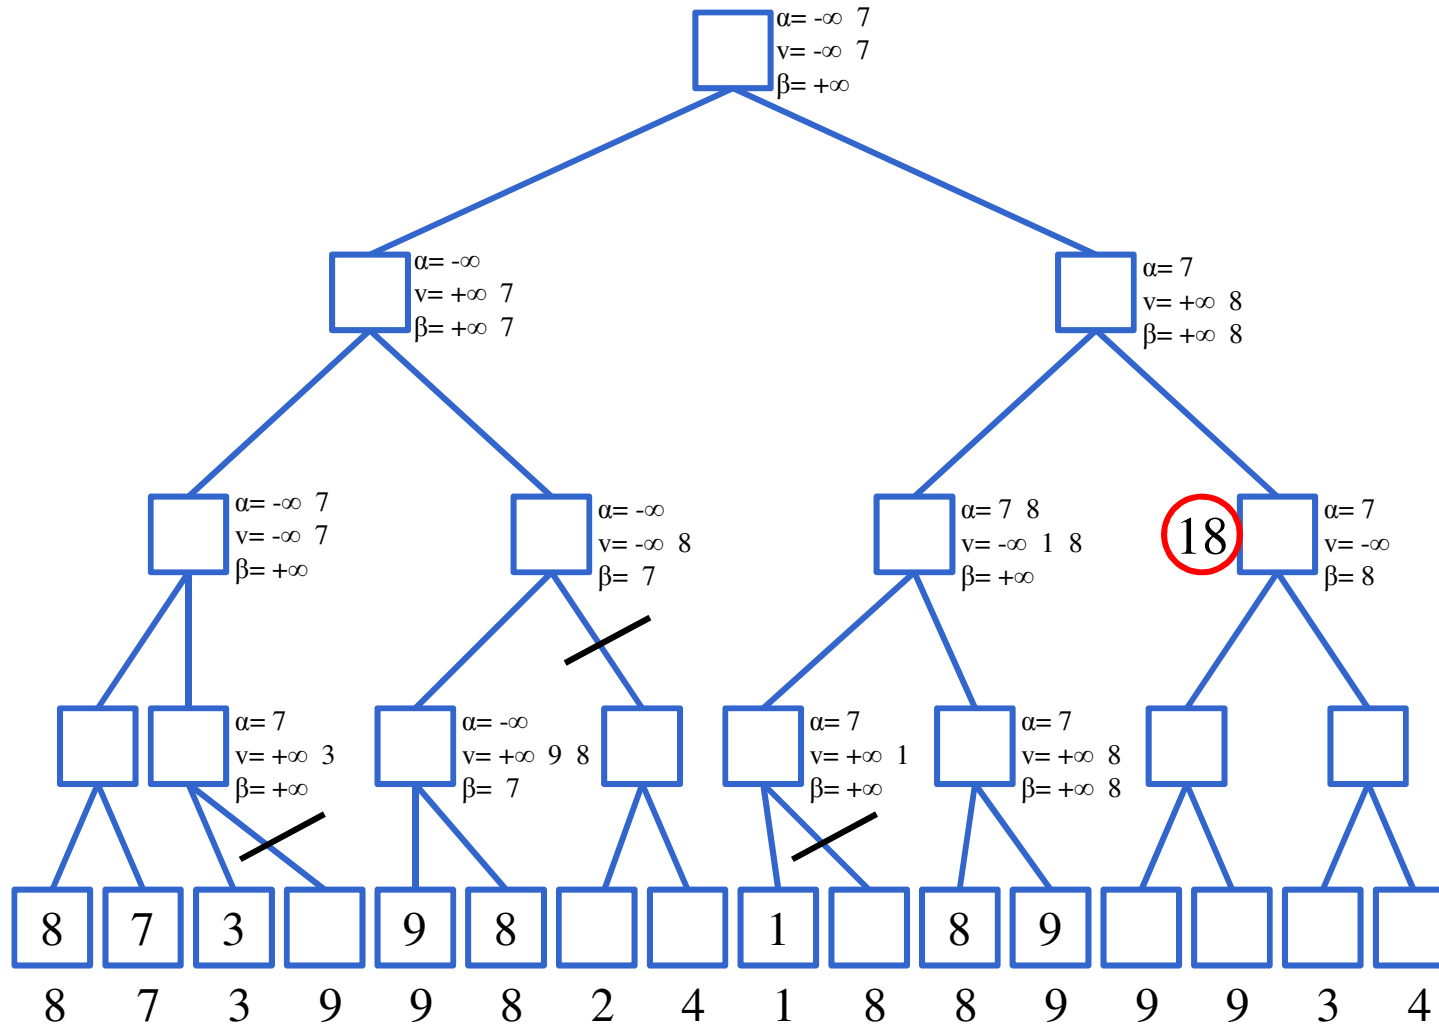 α= -∞ 7
v= -∞ 7
β= +∞
α= -∞
v= +∞ 7
β= +∞ 7
α= 7
v= +∞ 8
β= +∞ 8
α= -∞ 7
v= -∞ 7
β= +∞
α= -∞
v= -∞ 8
β= 7
α= 7 8
v= -∞ 1 8
β= +∞
18
α= 7
v= -∞
β= 8
α= 7
v= +∞ 3
β= +∞
α= -∞
v= +∞ 9 8
β= 7
α= 7
v= +∞ 1
β= +∞
α= 7
v= +∞ 8
β= +∞ 8
8 7 3 9 8 1 8 9
8 7 3 9 9 8 2 4 1 8 8 9 9 9 3 4